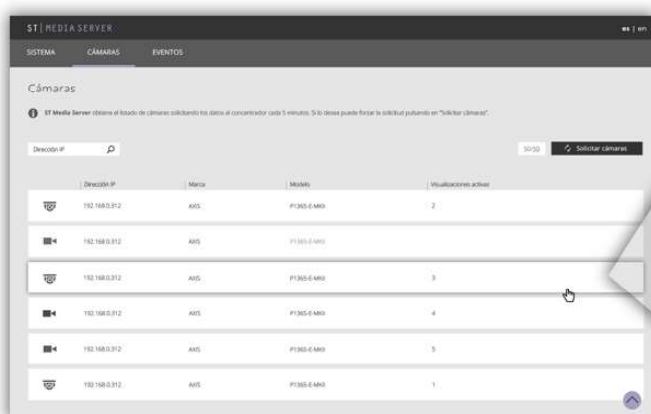 ST|MEDIA SERVER
es | en
SISTEMA CÁMARAS EVENTOS
Cámaras
ST Media Server obtiene el listado de cámaras solicitando los datos al concentrador cada 5 minutos. Si lo desea puede forzar la solicitud pulsando en "Solicitar cámaras".
Dirección IP
50/50 Solicitar cámaras
Dirección IP Marca Modelo Visualizaciones activas
192.168.0.312 AXIS P1365-E-MKII 2
192.168.0.312 AXIS P1365-E-MKII
192.168.0.312 AXIS P1365-E-MKII 3
192.168.0.312 AXIS P1365-E-MKII 4
192.168.0.312 AXIS P1365-E-MKII 5
192.168.0.312 AXIS P1365-E-MKII 1